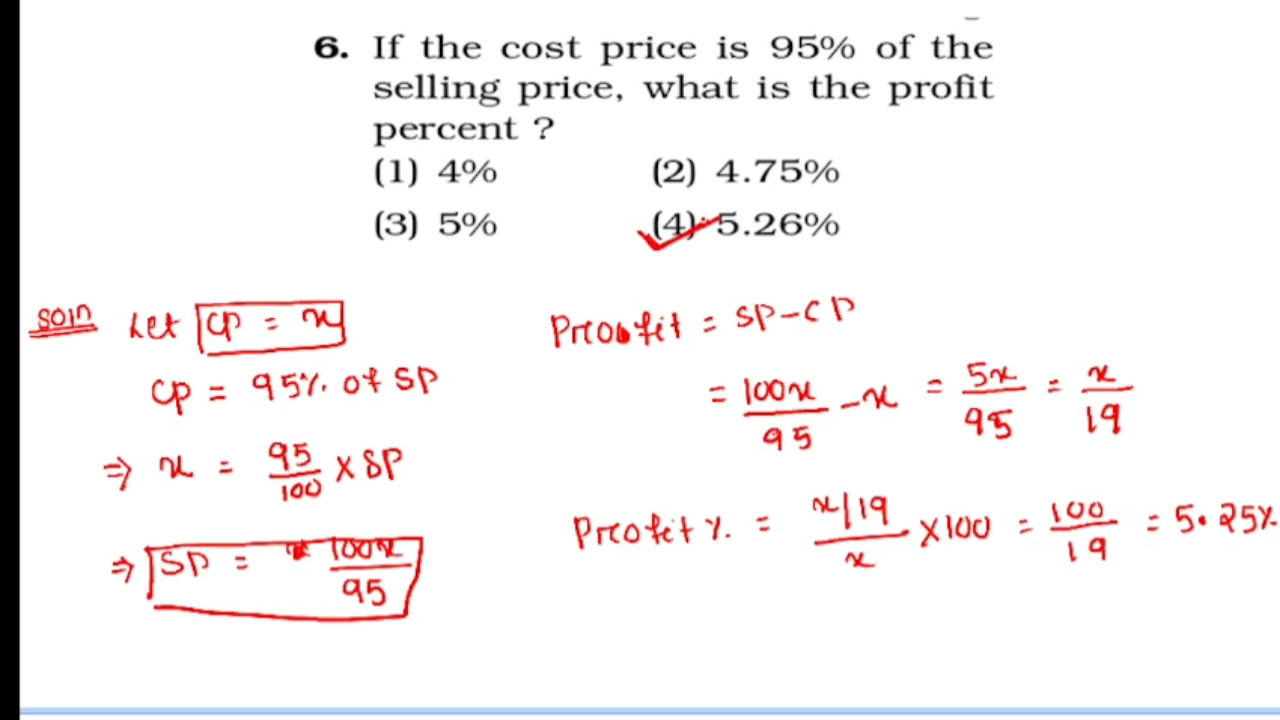 6. If the cost price is 95% of the
selling price, what is the profit
percent ?
(1) 4% (2) 4.75%
(3) 5% (4) 5.26%
Soln Let CP = x
CP = 95% of SP
⇒ x = 95/100 × SP
⇒ SP = 100x/95
Proofit = SP - CP
= 100x/95 - x = 5x/95 = x/19
Profit % = x/19/x × 100 = 100/19 = 5.25%